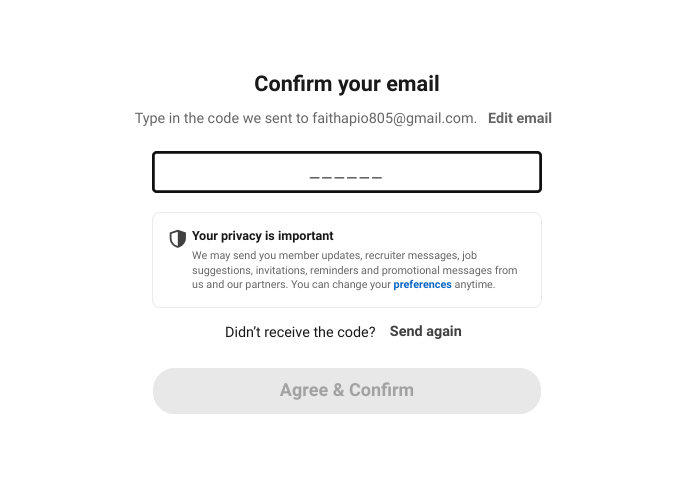 Confirm your email
Type in the code we sent to faithapio805@gmail.com. Edit email
______
Your privacy is important
We may send you member updates, recruiter messages, job
suggestions, invitations, reminders and promotional messages from
us and our partners. You can change your preferences anytime.
Didn’t receive the code? Send again
Agree & Confirm